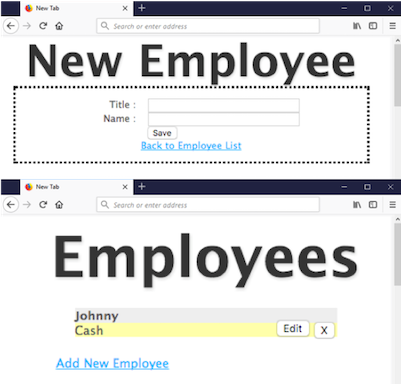 New Tab
Search or enter address
New Employee
Title :
Name :
Save
Back to Employee List
New Tab
Search or enter address
Employees
Johnny
Cash
Edit X
Add New Employee